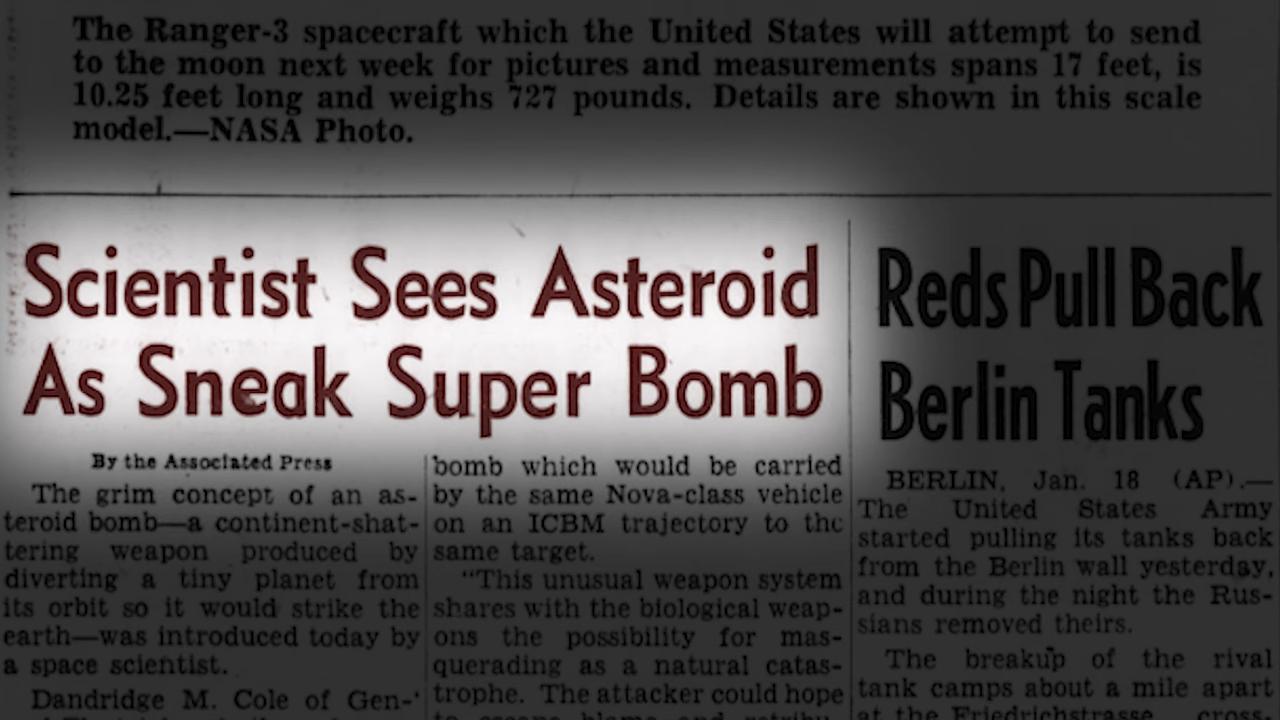 The Ranger-3 spacecraft which the United States will attempt to send
to the moon next week for pictures and measurements spans 17 feet, is
10.25 feet long and weighs 727 pounds. Details are shown in this scale
model.—NASA Photo.
Scientist Sees Asteroid
As Sneak Super Bomb
By the Associated Press
The grim concept of an as-
teroid bomb—a continent-shat-
tering weapon produced by
diverting a tiny planet from
its orbit so it would strike the
earth—was introduced today by
a space scientist.
Dandridge M. Cole of Gen-
bomb which would be carried
by the same Nova-class vehicle
on an ICBM trajectory to the
same target.
"This unusual weapon system
shares with the biological weap-
ons the possibility for mas-
querading as a natural catas-
trophe. The attacker could hope
Reds Pull Back
Berlin Tanks
BERLIN, Jan. 18 (AP).—
The United States Army
started pulling its tanks back
from the Berlin wall yesterday,
and during the night the Rus-
sians removed theirs.
The breakup of the rival
tank camps about a mile apart
at the Friedrichstrasse cross-